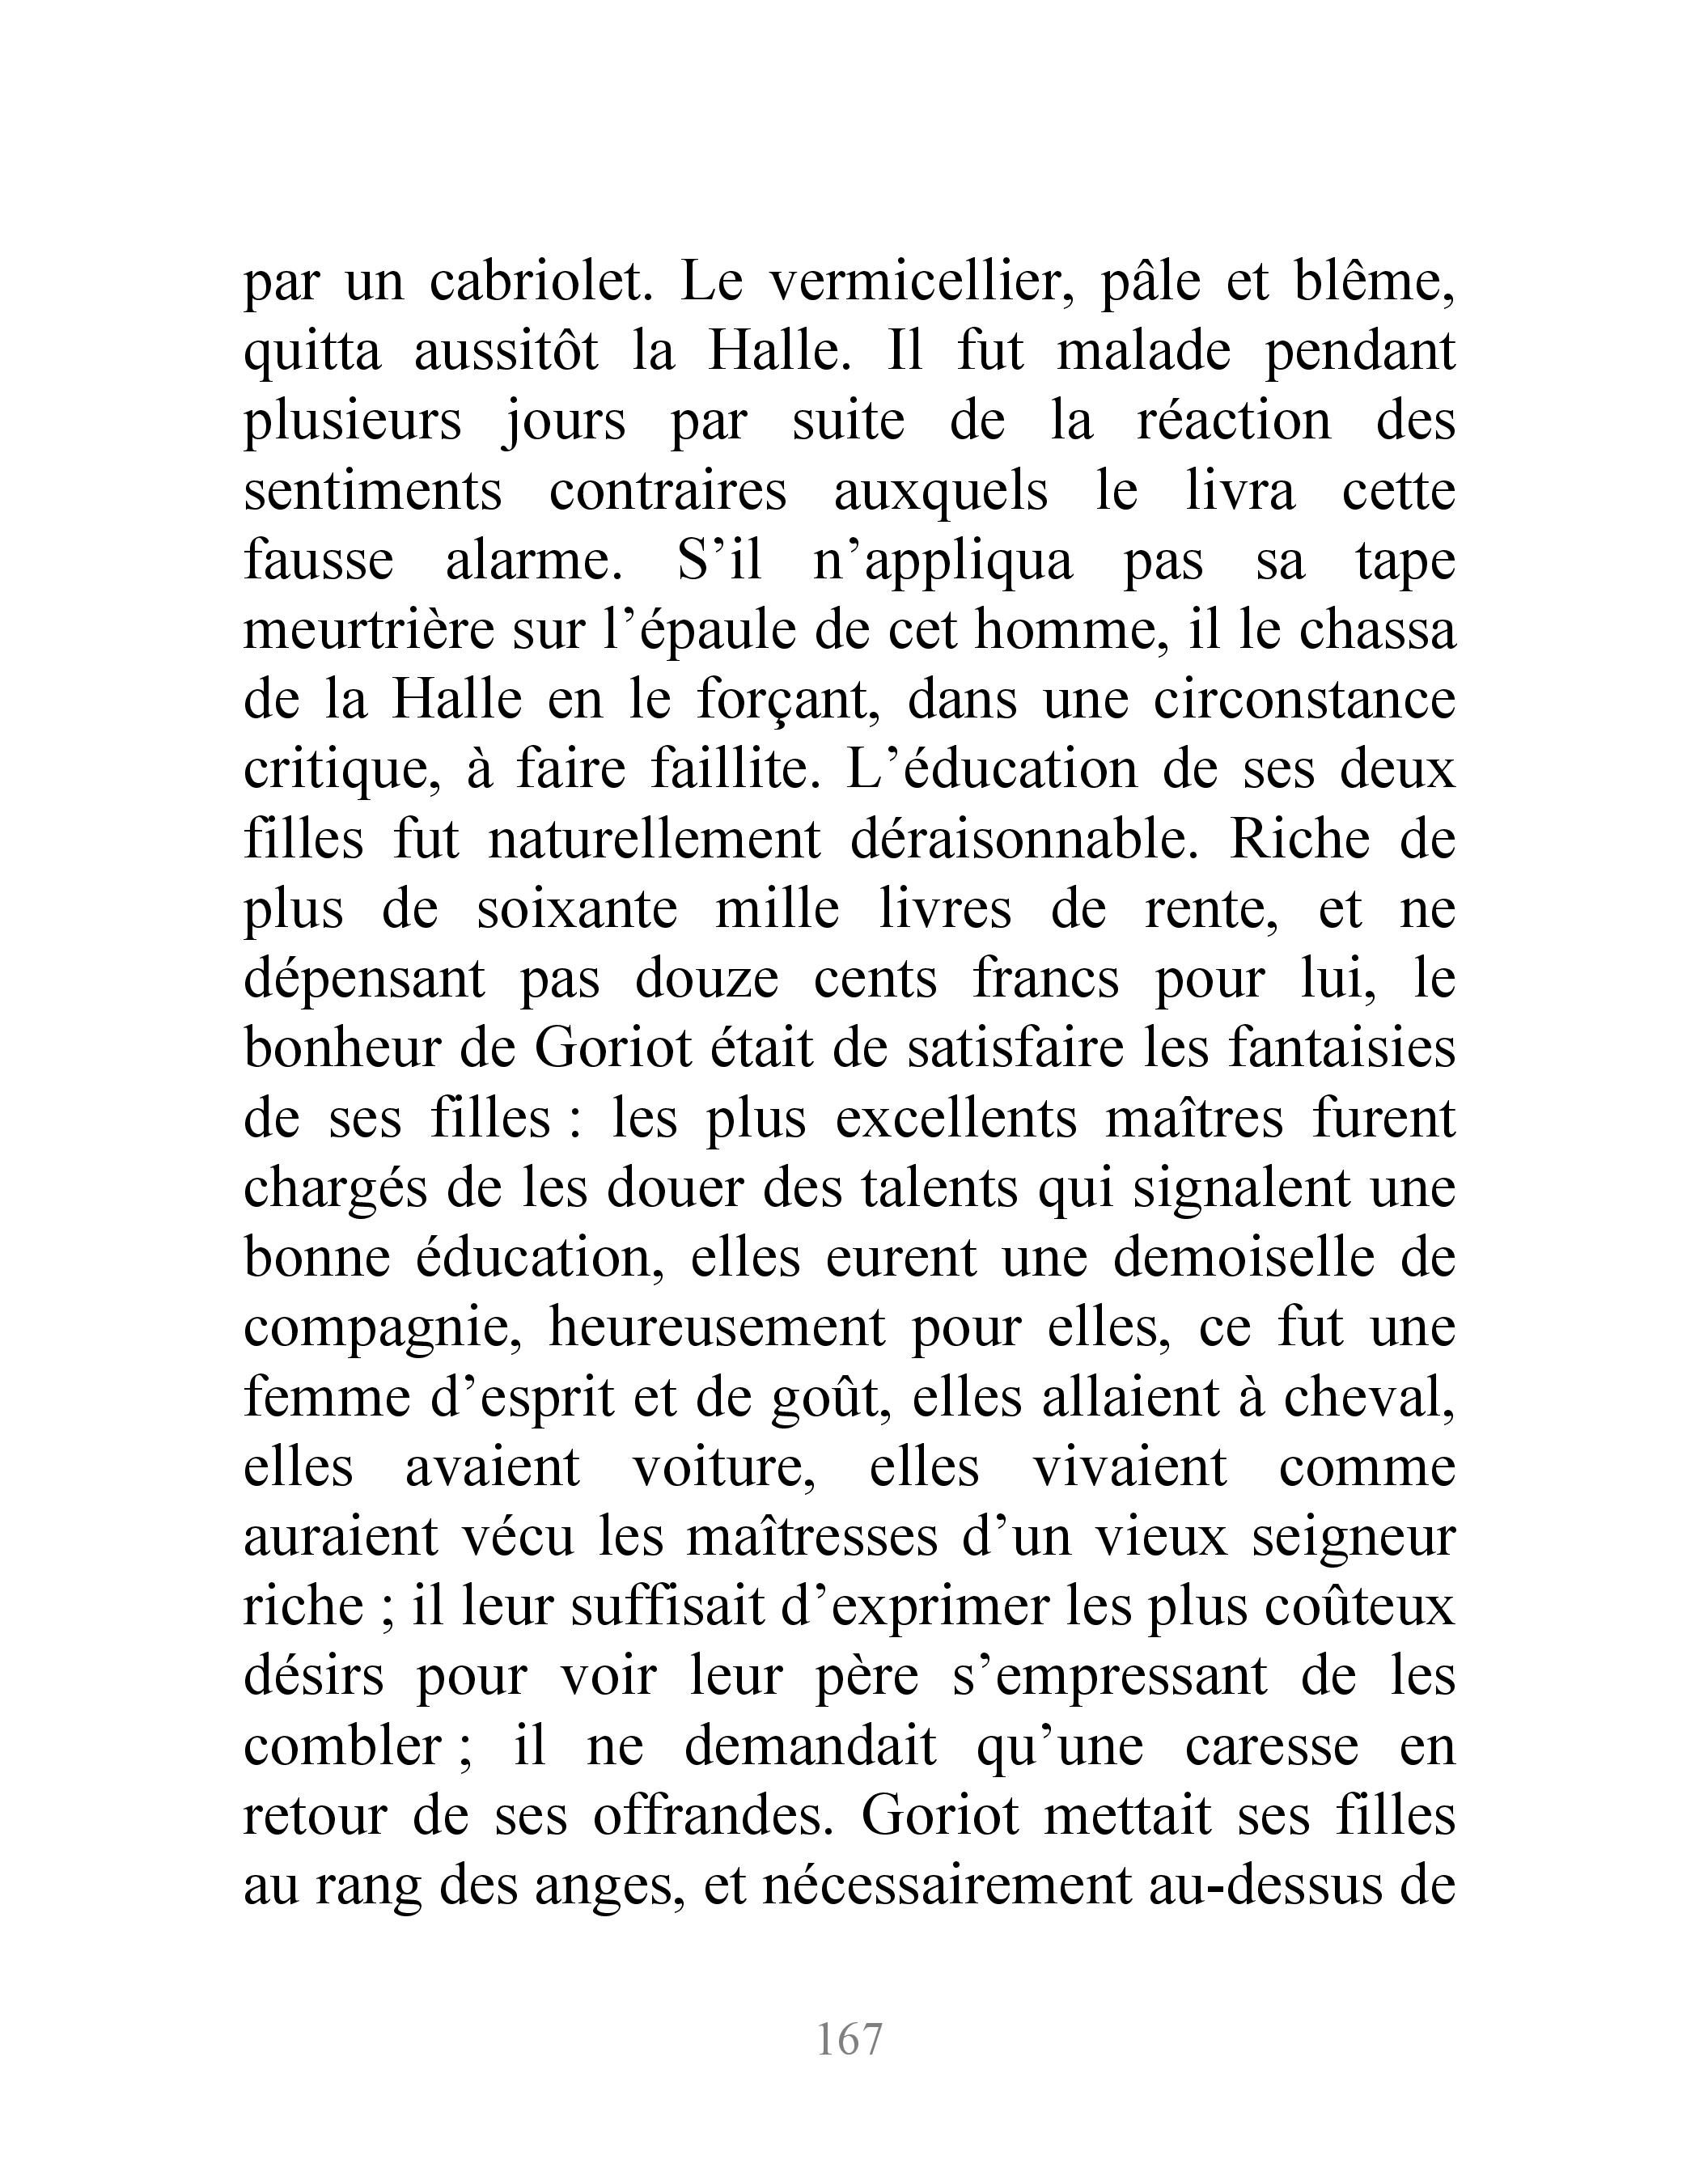 par un cabriolet. Le vermicellier, pâle et blême,
quitta aussitôt la Halle. Il fut malade pendant
plusieurs jours par suite de la réaction des
sentiments contraires auxquels le livra cette
fausse alarme. S’il n’appliqua pas sa tape
meurtrière sur l’épaule de cet homme, il le chassa
de la Halle en le forçant, dans une circonstance
critique, à faire faillite. L’éducation de ses deux
filles fut naturellement déraisonnable. Riche de
plus de soixante mille livres de rente, et ne
dépensant pas douze cents francs pour lui, le
bonheur de Goriot était de satisfaire les fantaisies
de ses filles : les plus excellents maîtres furent
chargés de les douer des talents qui signalent une
bonne éducation, elles eurent une demoiselle de
compagnie, heureusement pour elles, ce fut une
femme d’esprit et de goût, elles allaient à cheval,
elles avaient voiture, elles vivaient comme
auraient vécu les maîtresses d’un vieux seigneur
riche ; il leur suffisait d’exprimer les plus coûteux
désirs pour voir leur père s’empressant de les
combler ; il ne demandait qu’une caresse en
retour de ses offrandes. Goriot mettait ses filles
au rang des anges, et nécessairement au-dessus de
167